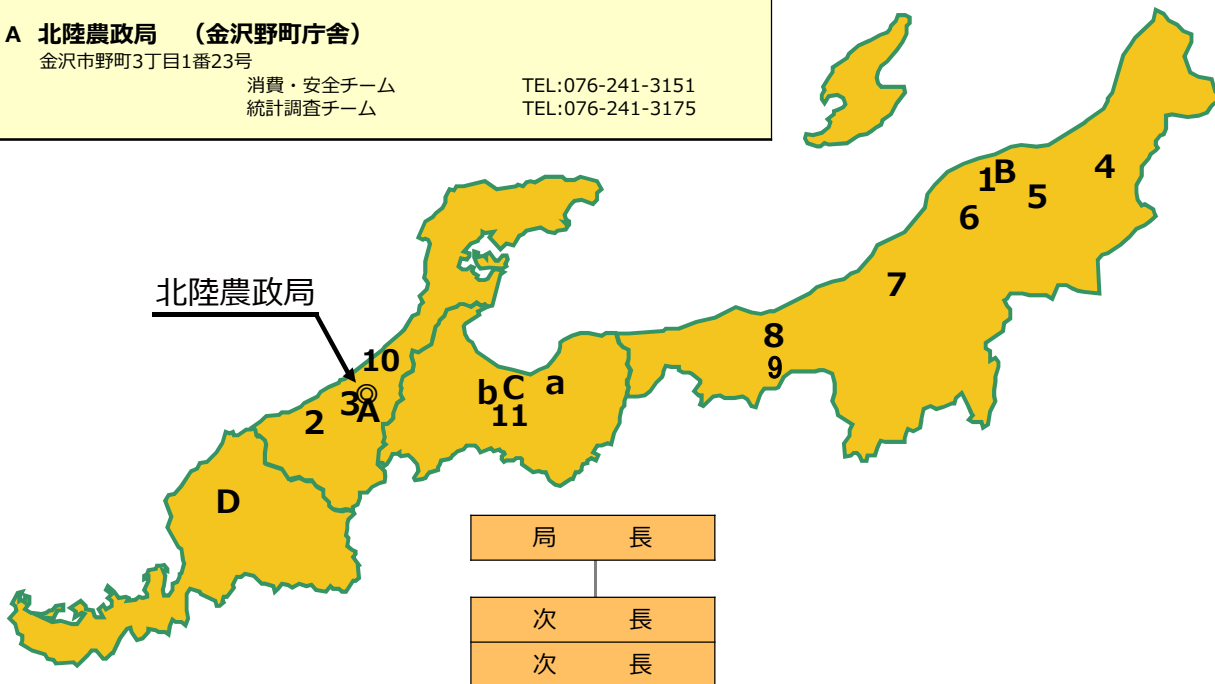 A 北陸農政局 （金沢野町庁舎）
金沢市野町3丁目1番23号
消費・安全チーム TEL:076-241-3151
統計調査チーム TEL:076-241-3175
4
1
B
5
6
北陸農政局
7
8
9
10
3
◎
A
2
b
C
a
11
D
局 長
次 長
次 長